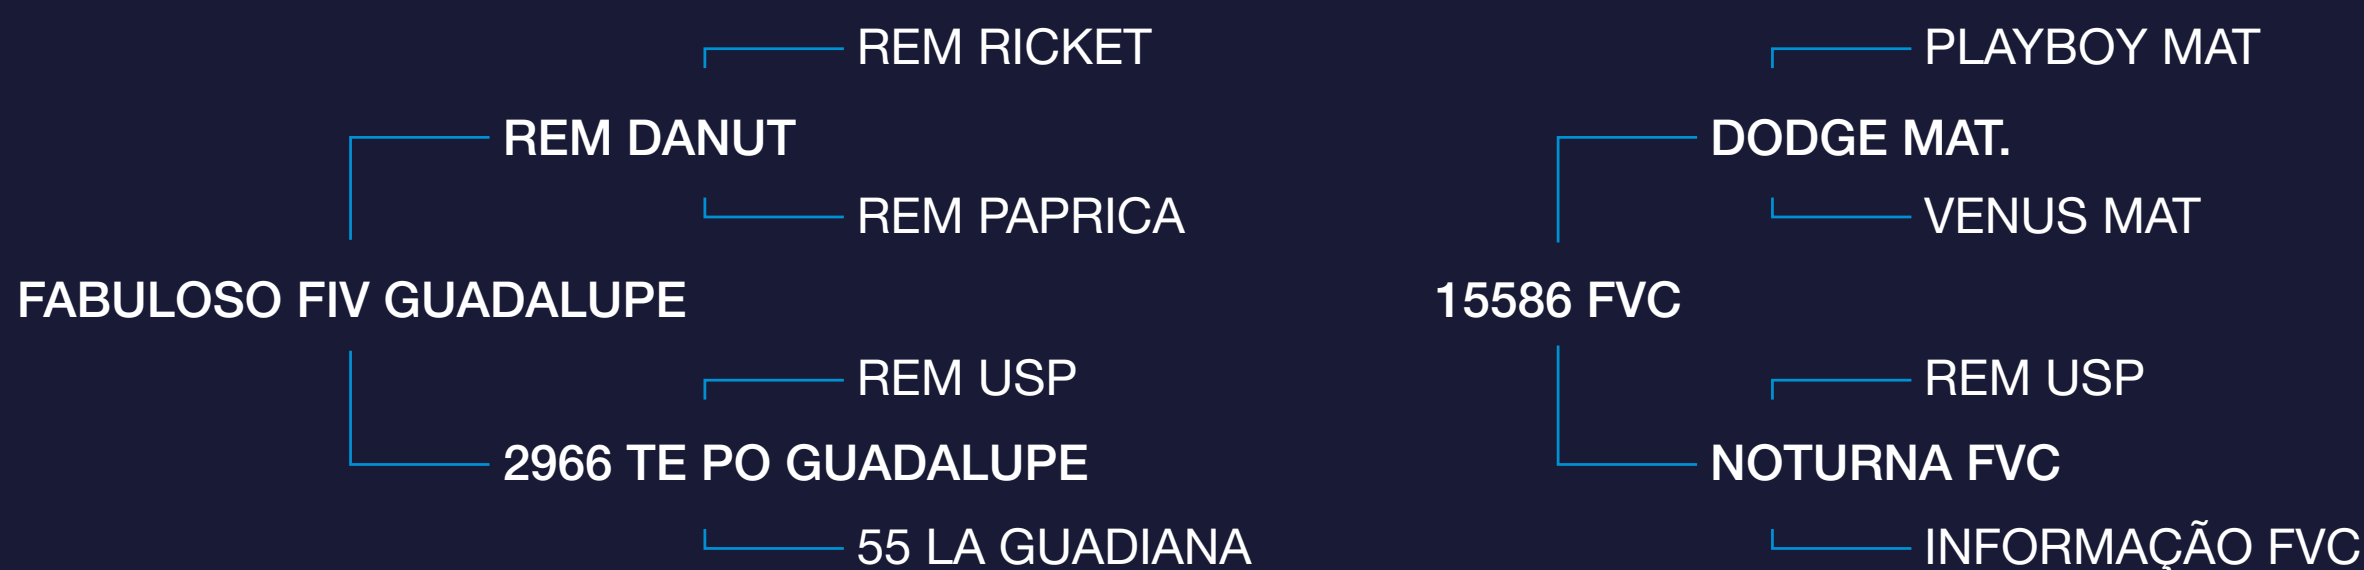 REM RICKET
REM DANUT
REM PAPRICA
FABULOSO FIV GUADALUPE
REM USP
2966 TE PO GUADALUPE
55 LA GUADIANA
PLAYBOY MAT
DODGE MAT.
VENUS MAT
15586 FVC
REM USP
NOTURNA FVC
INFORMAÇÃO FVC